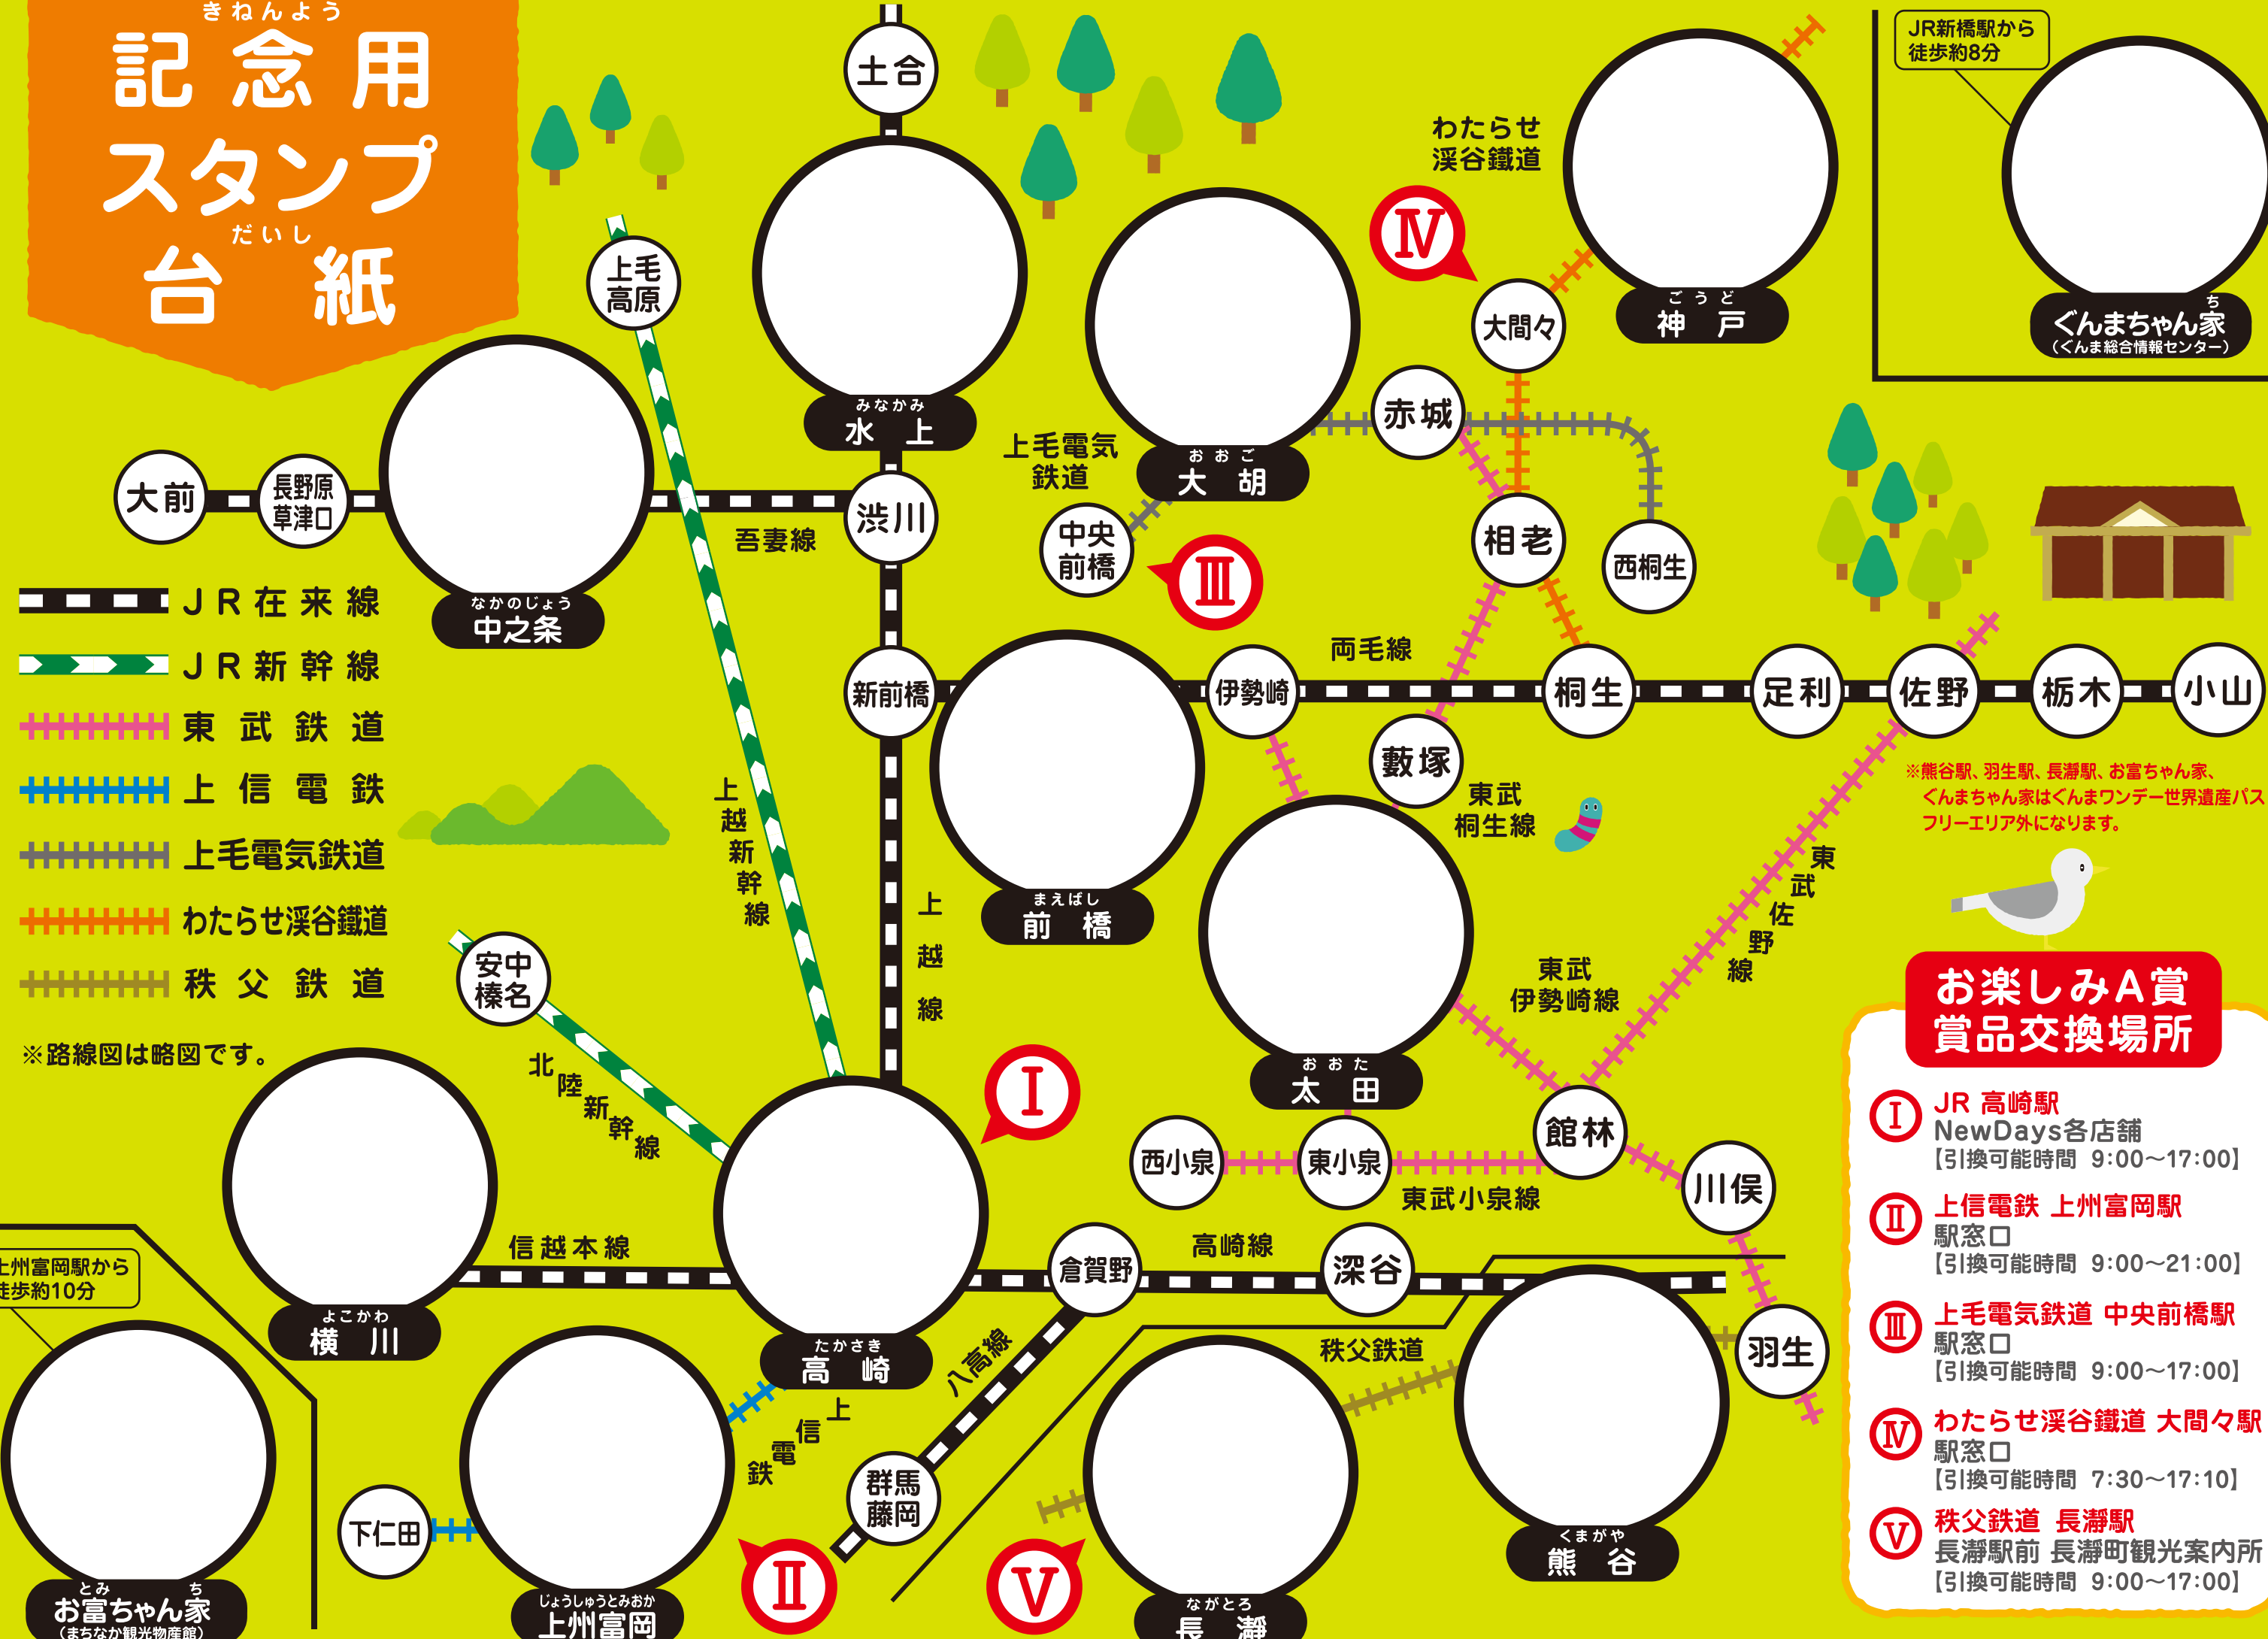 きねんよう
記念用
スタンプ
だいし
台紙
土合
上毛
高原
みなかみ
水上
わたらせ
渓谷鐵道
Ⅳ
大間々
ごうど
神戸
JR新橋駅から
徒歩約8分
ち
ぐんまちゃん家
(ぐんま総合情報センター)
大前
長野原
草津口
なかのじょう
中之条
吾妻線
渋川
上毛電気
鉄道
おおご
大胡
中央
前橋
Ⅲ
赤城
相老
西桐生
JR在来線
JR新幹線
東武鉄道
上信電鉄
上毛電気鉄道
わたらせ渓谷鐵道
秩父鉄道
※路線図は略図です。
新前橋
まえばし
前橋
伊勢崎
両毛線
桐生
足利
佐野
栃木
小山
藪塚
東武
桐生線
※熊谷駅、羽生駅、長瀞駅、お富ちゃん家、
ぐんまちゃん家はぐんまワンデー世界遺産パス
フリーエリア外になります。
上越新幹線
上越線
安中
榛名
北陸新幹線
東武佐野線
東武
伊勢崎線
おおた
太田
Ⅰ
西小泉
東小泉
東武小泉線
館林
川俣
信越本線
よこかわ
横川
たかさき
高崎
倉賀野
高崎線
深谷
八高線
群馬
藤岡
秩父鉄道
くまがや
熊谷
羽生
上州富岡駅から
徒歩約10分
とみ ち
お富ちゃん家
(まちなか観光物産館)
下仁田
じょうしゅうとみおか
上州富岡
上信電鉄
Ⅱ
Ⅴ
ながとろ
長瀞
お楽しみA賞
賞品交換場所
Ⅰ JR 高崎駅
NewDays各店舗
【引換可能時間 9:00〜17:00】
Ⅱ 上信電鉄 上州富岡駅
駅窓口
【引換可能時間 9:00〜21:00】
Ⅲ 上毛電気鉄道 中央前橋駅
駅窓口
【引換可能時間 9:00〜17:00】
Ⅳ わたらせ渓谷鐵道 大間々駅
駅窓口
【引換可能時間 7:30〜17:10】
Ⅴ 秩父鉄道 長瀞駅
長瀞駅前 長瀞町観光案内所
【引換可能時間 9:00〜17:00】